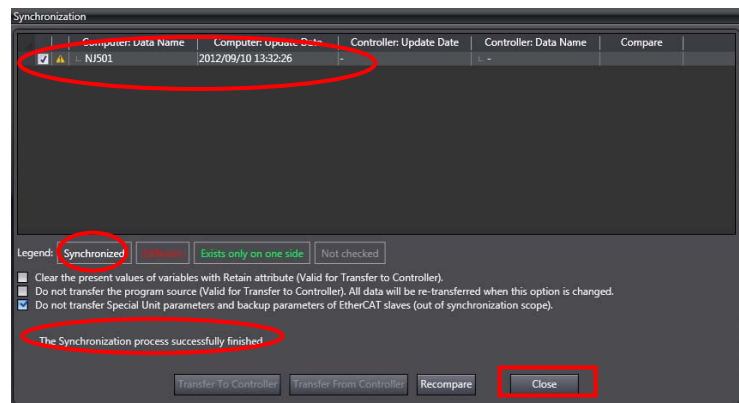 Synchronization
Computer: Data Name Computer: Update Date Controller: Update Date Controller: Data Name Compare
NJ501 2012/09/10 13:32:26 - -
Legend: Synchronized Different Exists only on one side Not checked
Clear the present values of variables with Retain attribute (Valid for Transfer to Controller).
Do not transfer the program source (Valid for Transfer to Controller). All data will be re-transferred when this option is changed.
Do not transfer Special Unit parameters and backup parameters of EtherCAT slaves (out of synchronization scope).
The Synchronization process successfully finished
Transfer To Controller Transfer From Controller Recompare Close